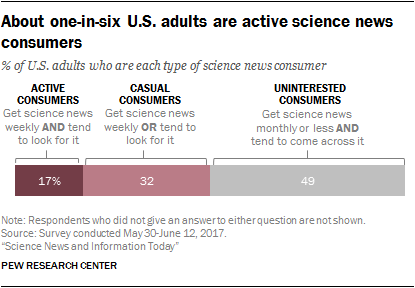 About one-in-six U.S. adults are active science news
consumers
% of U.S. adults who are each type of science news consumer
ACTIVE
CONSUMERS
Get science news
weekly AND tend
to look for it
CASUAL
CONSUMERS
Get science news
weekly OR tend to
look for it
UNINTERESTED
CONSUMERS
Get science news
monthly or less AND
tend to come across it
17%
32
49
Note: Respondents who did not give an answer to either question are not shown.
Source: Survey conducted May 30-June 12, 2017.
“Science News and Information Today”
PEW RESEARCH CENTER